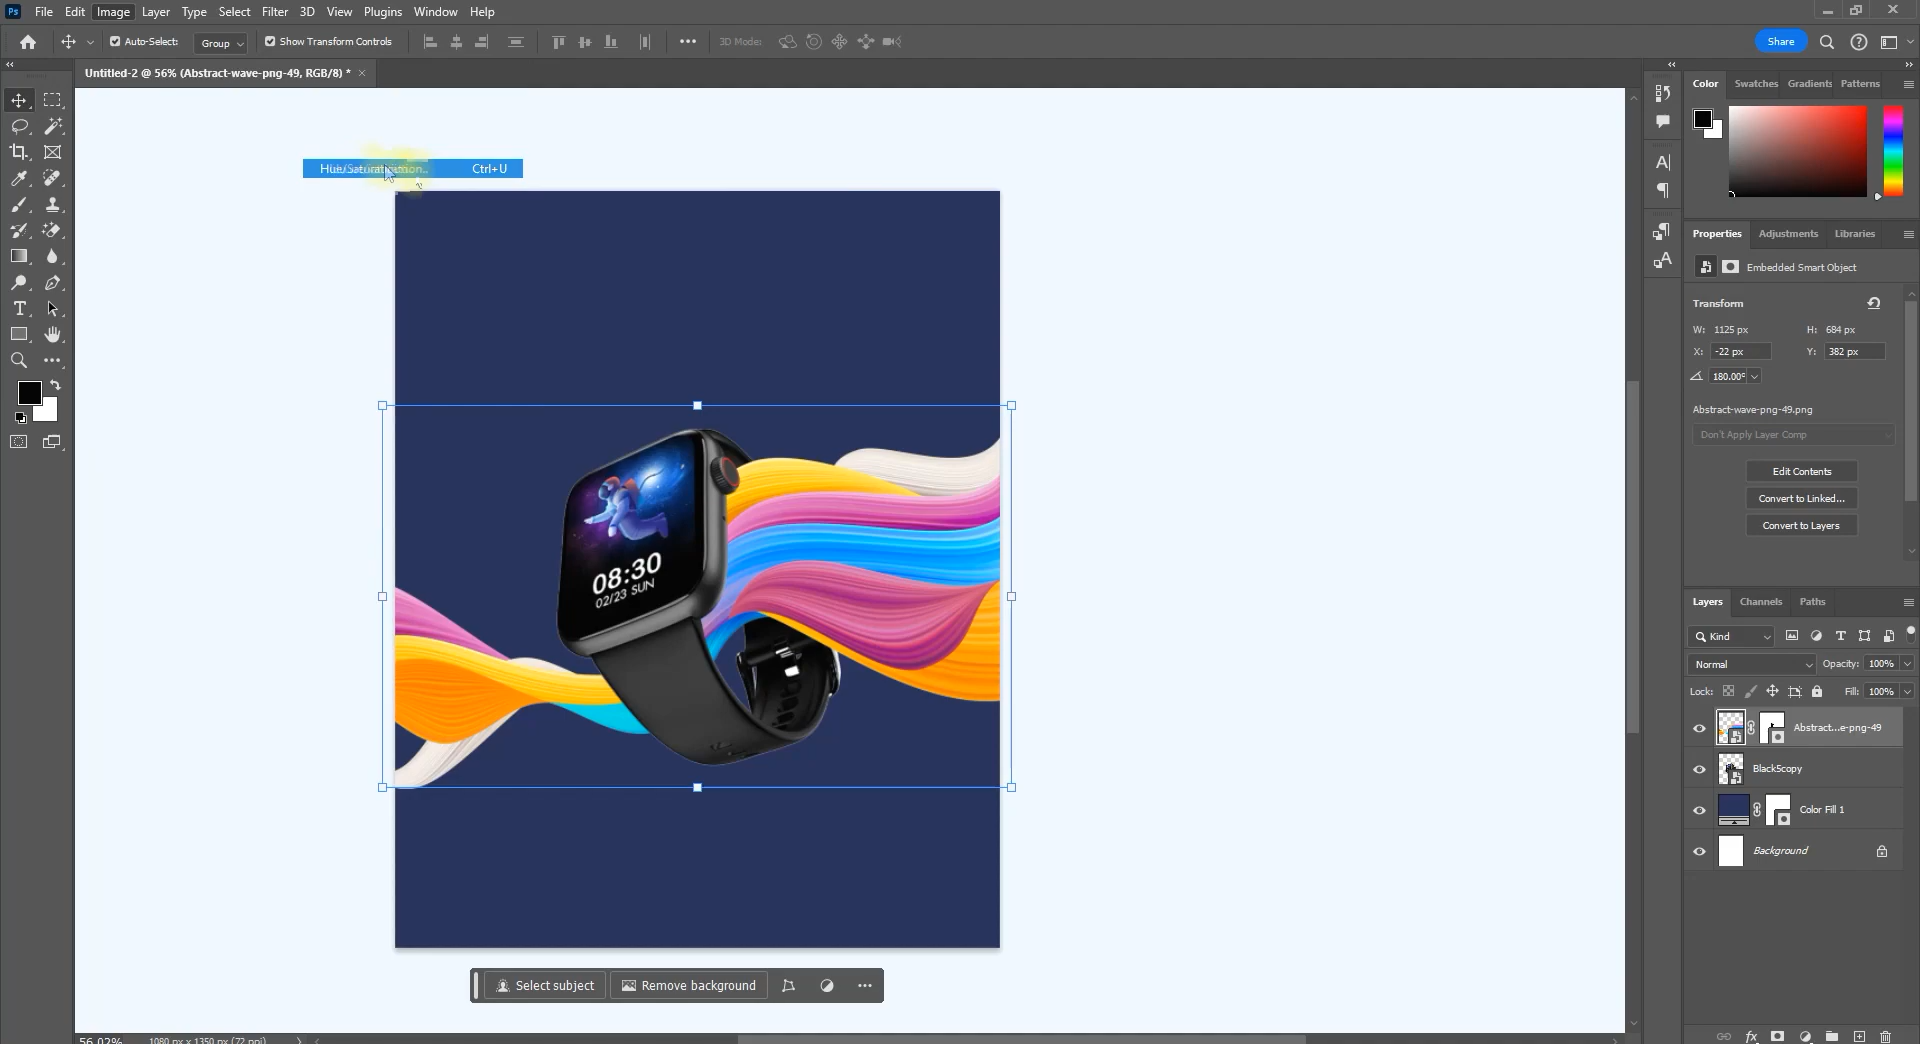 Ps File Edit Image Layer Type Select Filter 3D View Plugins Window Help
Auto-Select: Group Show Transform Controls 3D Mode: Share
Untitled-2 @ 56% (Abstract-wave-png-49, RGB/8) *
Hue/Saturation... Ctrl+U
08:30
02/23 SUN
Select subject Remove background
56.02% 1080 px x 1350 px (72 ppi)
Color Swatches Gradients Patterns
Properties Adjustments Libraries
Embedded Smart Object
Transform
W: 1125 px H: 684 px
X: -22 px Y: 382 px
180.00°
Abstract-wave-png-49.png
Don't Apply Layer Comp
Edit Contents
Convert to Linked...
Convert to Layers
Layers Channels Paths
Kind
Normal Opacity: 100%
Lock: Fill: 100%
Abstract...e-png-49
Black5copy
Color Fill 1
Background